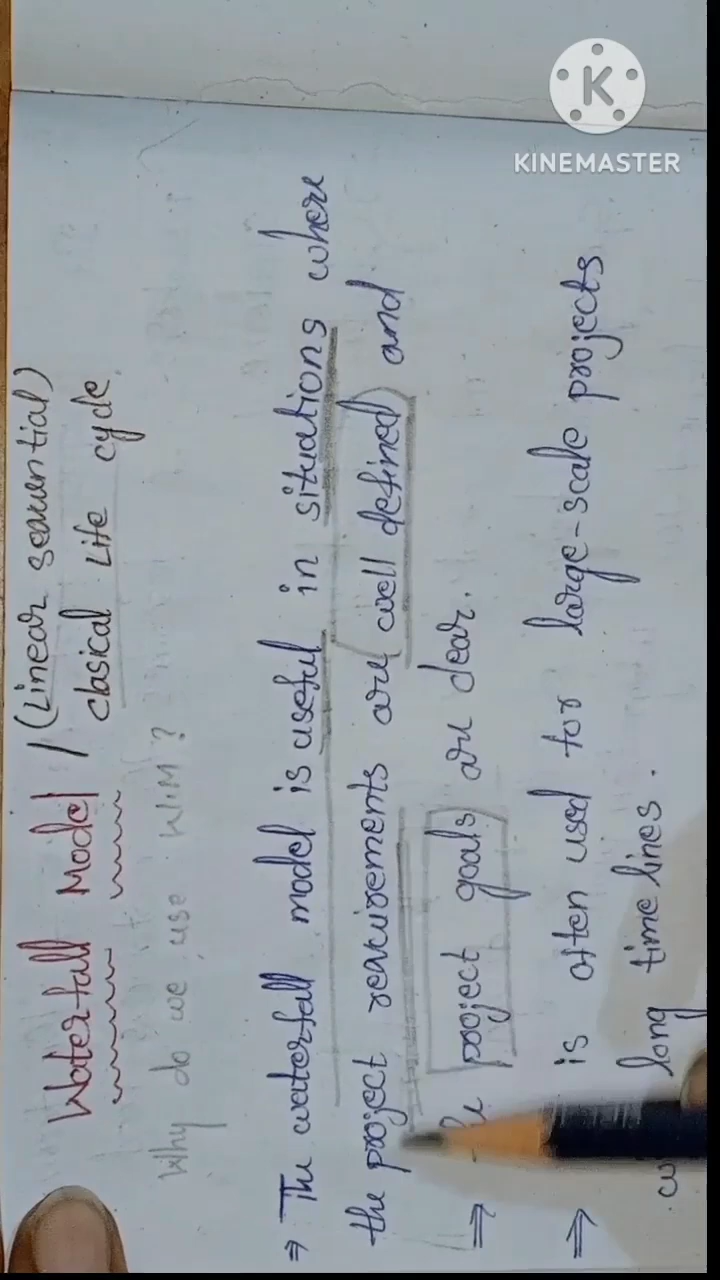 KINEMASTER
Waterfall Model / (Linear sequential)
clasical Life cycle.
Why do we use W/M ?
⇒ The waterfall model is useful in situations where
the project requirements are (well defined) and
⇒ project goals are clear.
⇒ is often used for large-scale projects
long time lines.